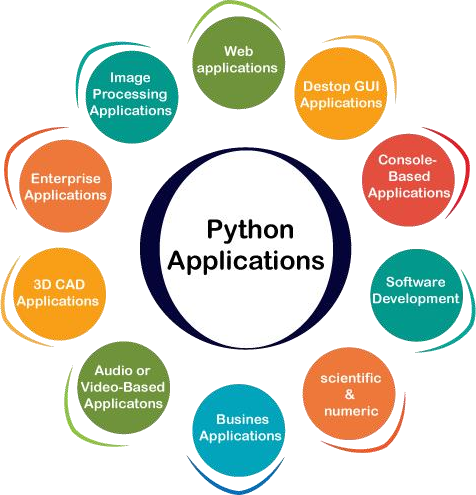 Python
Applications
Web
applications
Destop GUI
Applications
Console-
Based
Applications
Software
Development
scientific
&
numeric
Busines
Applications
Audio or
Video-Based
Applicatons
3D CAD
Applications
Enterprise
Applications
Image
Processing
Applications